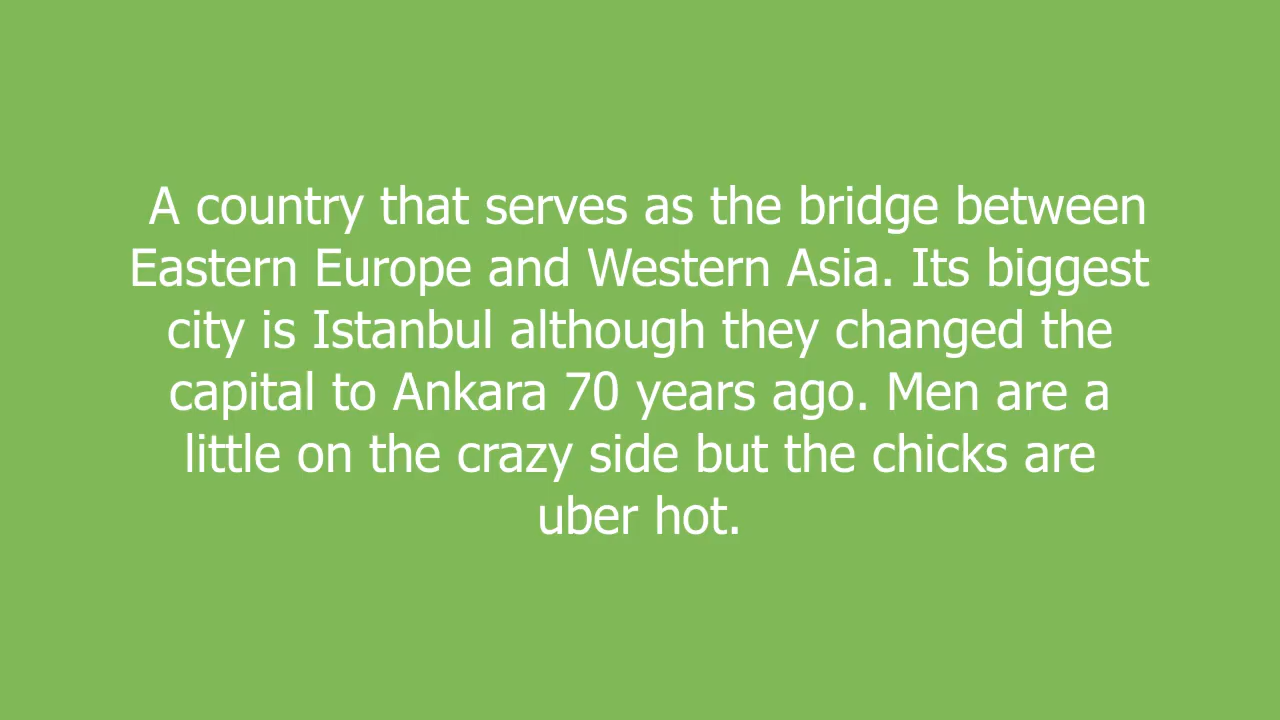 A country that serves as the bridge between
Eastern Europe and Western Asia. Its biggest
city is Istanbul although they changed the
capital to Ankara 70 years ago. Men are a
little on the crazy side but the chicks are
uber hot.